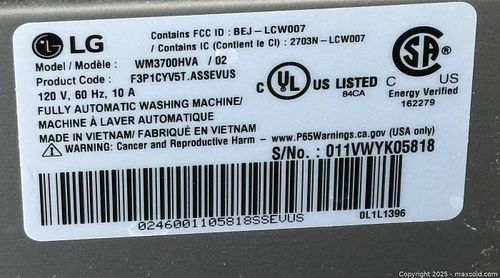 LG
Contains FCC ID : BEJ-LCW007
/ Contains IC (Contient le CI) : 2703N-LCW007
Model / Modèle : WM3700HVA / 02
Product Code : F3P1CYV5T.ASSEVUS
120 V, 60 Hz, 10 A
FULLY AUTOMATIC WASHING MACHINE/
MACHINE À LAVER AUTOMATIQUE
MADE IN VIETNAM/ FABRIQUÉ EN VIETNAM
C UL US LISTED
84CA
SA
C US
Energy Verified
162279
WARNING: Cancer and Reproductive Harm - www.P65Warnings.ca.gov (USA only)
S/No. : 011VWYK05818
0246001105818SSEVUS
0L1L1396
Copyright © 2025 - maxsold.com